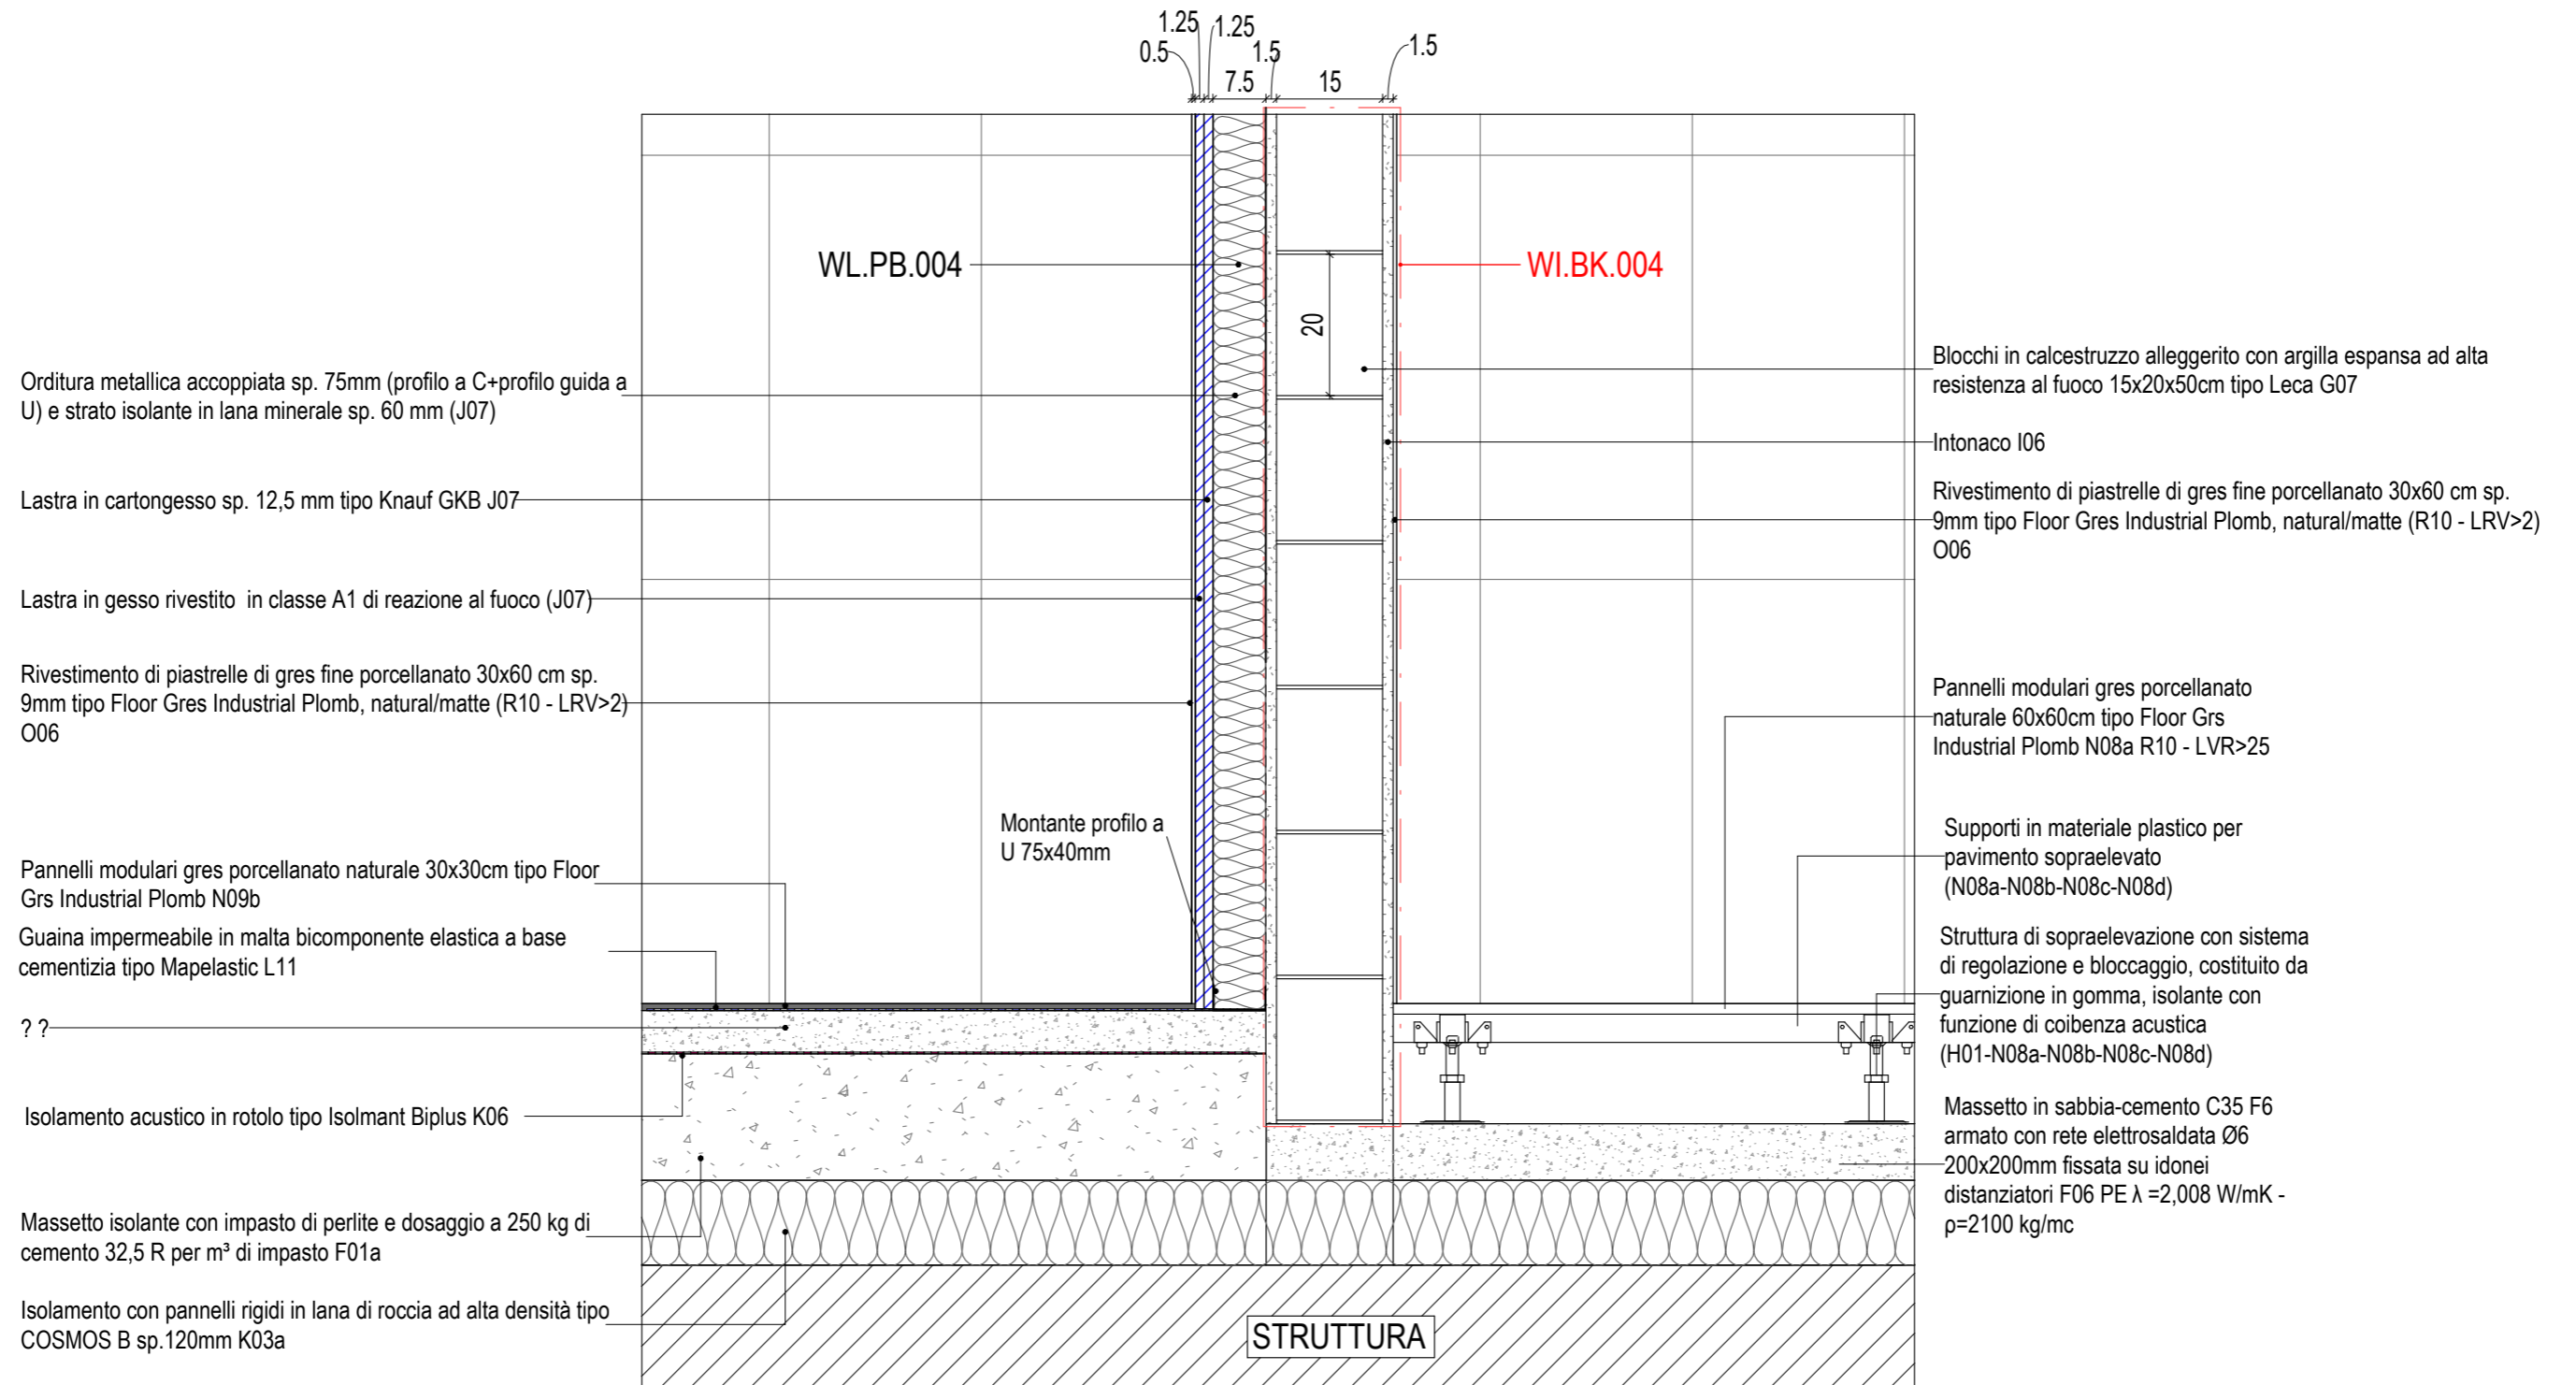 1.25
1.25
0.5
1.5
1.5
7.5
15
WL.PB.004
WI.BK.004
20
Orditura metallica accoppiata sp. 75mm (profilo a C+profilo guida a
U) e strato isolante in lana minerale sp. 60 mm (J07)
Lastra in cartongesso sp. 12,5 mm tipo Knauf GKB J07
Lastra in gesso rivestito in classe A1 di reazione al fuoco (J07)
Rivestimento di piastrelle di gres fine porcellanato 30x60 cm sp.
9mm tipo Floor Gres Industrial Plomb, natural/matte (R10 - LRV>2)
O06
Montante profilo a
U 75x40mm
Pannelli modulari gres porcellanato naturale 30x30cm tipo Floor
Grs Industrial Plomb N09b
Guaina impermeabile in malta bicomponente elastica a base
cementizia tipo Mapelastic L11
? ?
Isolamento acustico in rotolo tipo Isolmant Biplus K06
Massetto isolante con impasto di perlite e dosaggio a 250 kg di
cemento 32,5 R per m³ di impasto F01a
Isolamento con pannelli rigidi in lana di roccia ad alta densità tipo
COSMOS B sp.120mm K03a
Blocchi in calcestruzzo alleggerito con argilla espansa ad alta
resistenza al fuoco 15x20x50cm tipo Leca G07
Intonaco I06
Rivestimento di piastrelle di gres fine porcellanato 30x60 cm sp.
9mm tipo Floor Gres Industrial Plomb, natural/matte (R10 - LRV>2)
O06
Pannelli modulari gres porcellanato
naturale 60x60cm tipo Floor Grs
Industrial Plomb N08a R10 - LVR>25
Supporti in materiale plastico per
pavimento sopraelevato
(N08a-N08b-N08c-N08d)
Struttura di sopraelevazione con sistema
di regolazione e bloccaggio, costituito da
guarnizione in gomma, isolante con
funzione di coibenza acustica
(H01-N08a-N08b-N08c-N08d)
Massetto in sabbia-cemento C35 F6
armato con rete elettrosaldata Ø6
200x200mm fissata su idonei
distanziatori F06 PE λ =2,008 W/mK -
ρ=2100 kg/mc
STRUTTURA